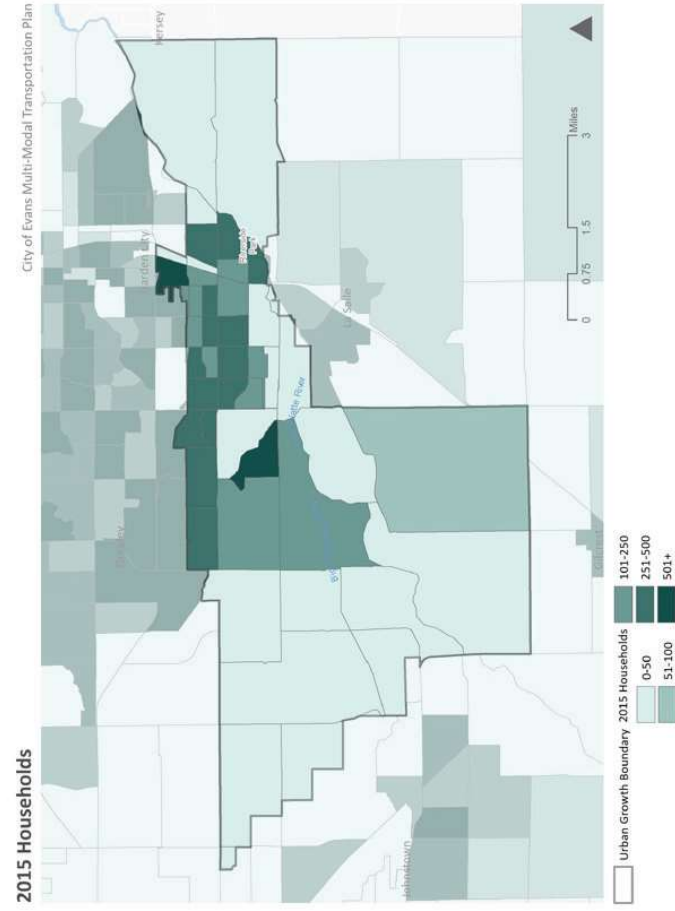 City of Evans Multi-Modal Transportation Plan
2015 Households
Kersey
Garden City
Greeley
La Salle
Platte River
Johnstown
Gilcrest
0 0.75 1.5 3
Miles
Urban Growth Boundary
2015 Households
0-50
51-100
101-250
251-500
501+